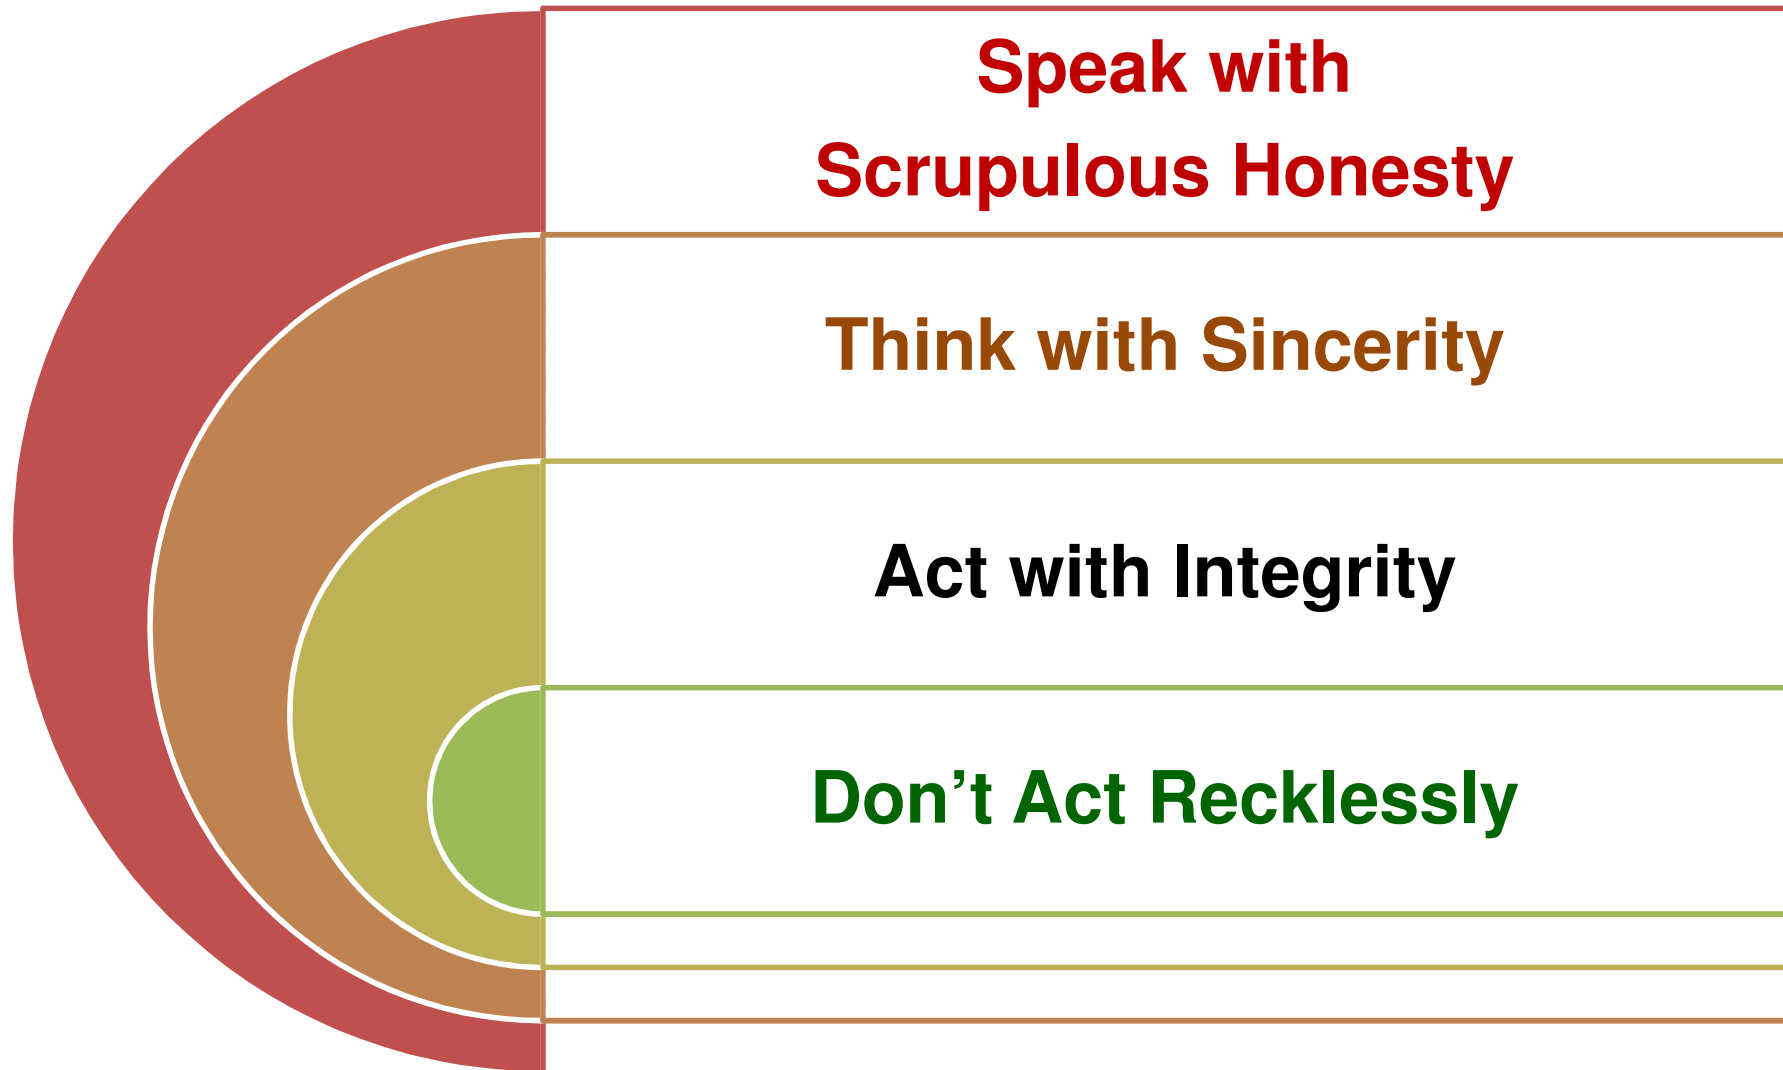 Speak with
Scrupulous Honesty
Think with Sincerity
Act with Integrity
Don’t Act Recklessly